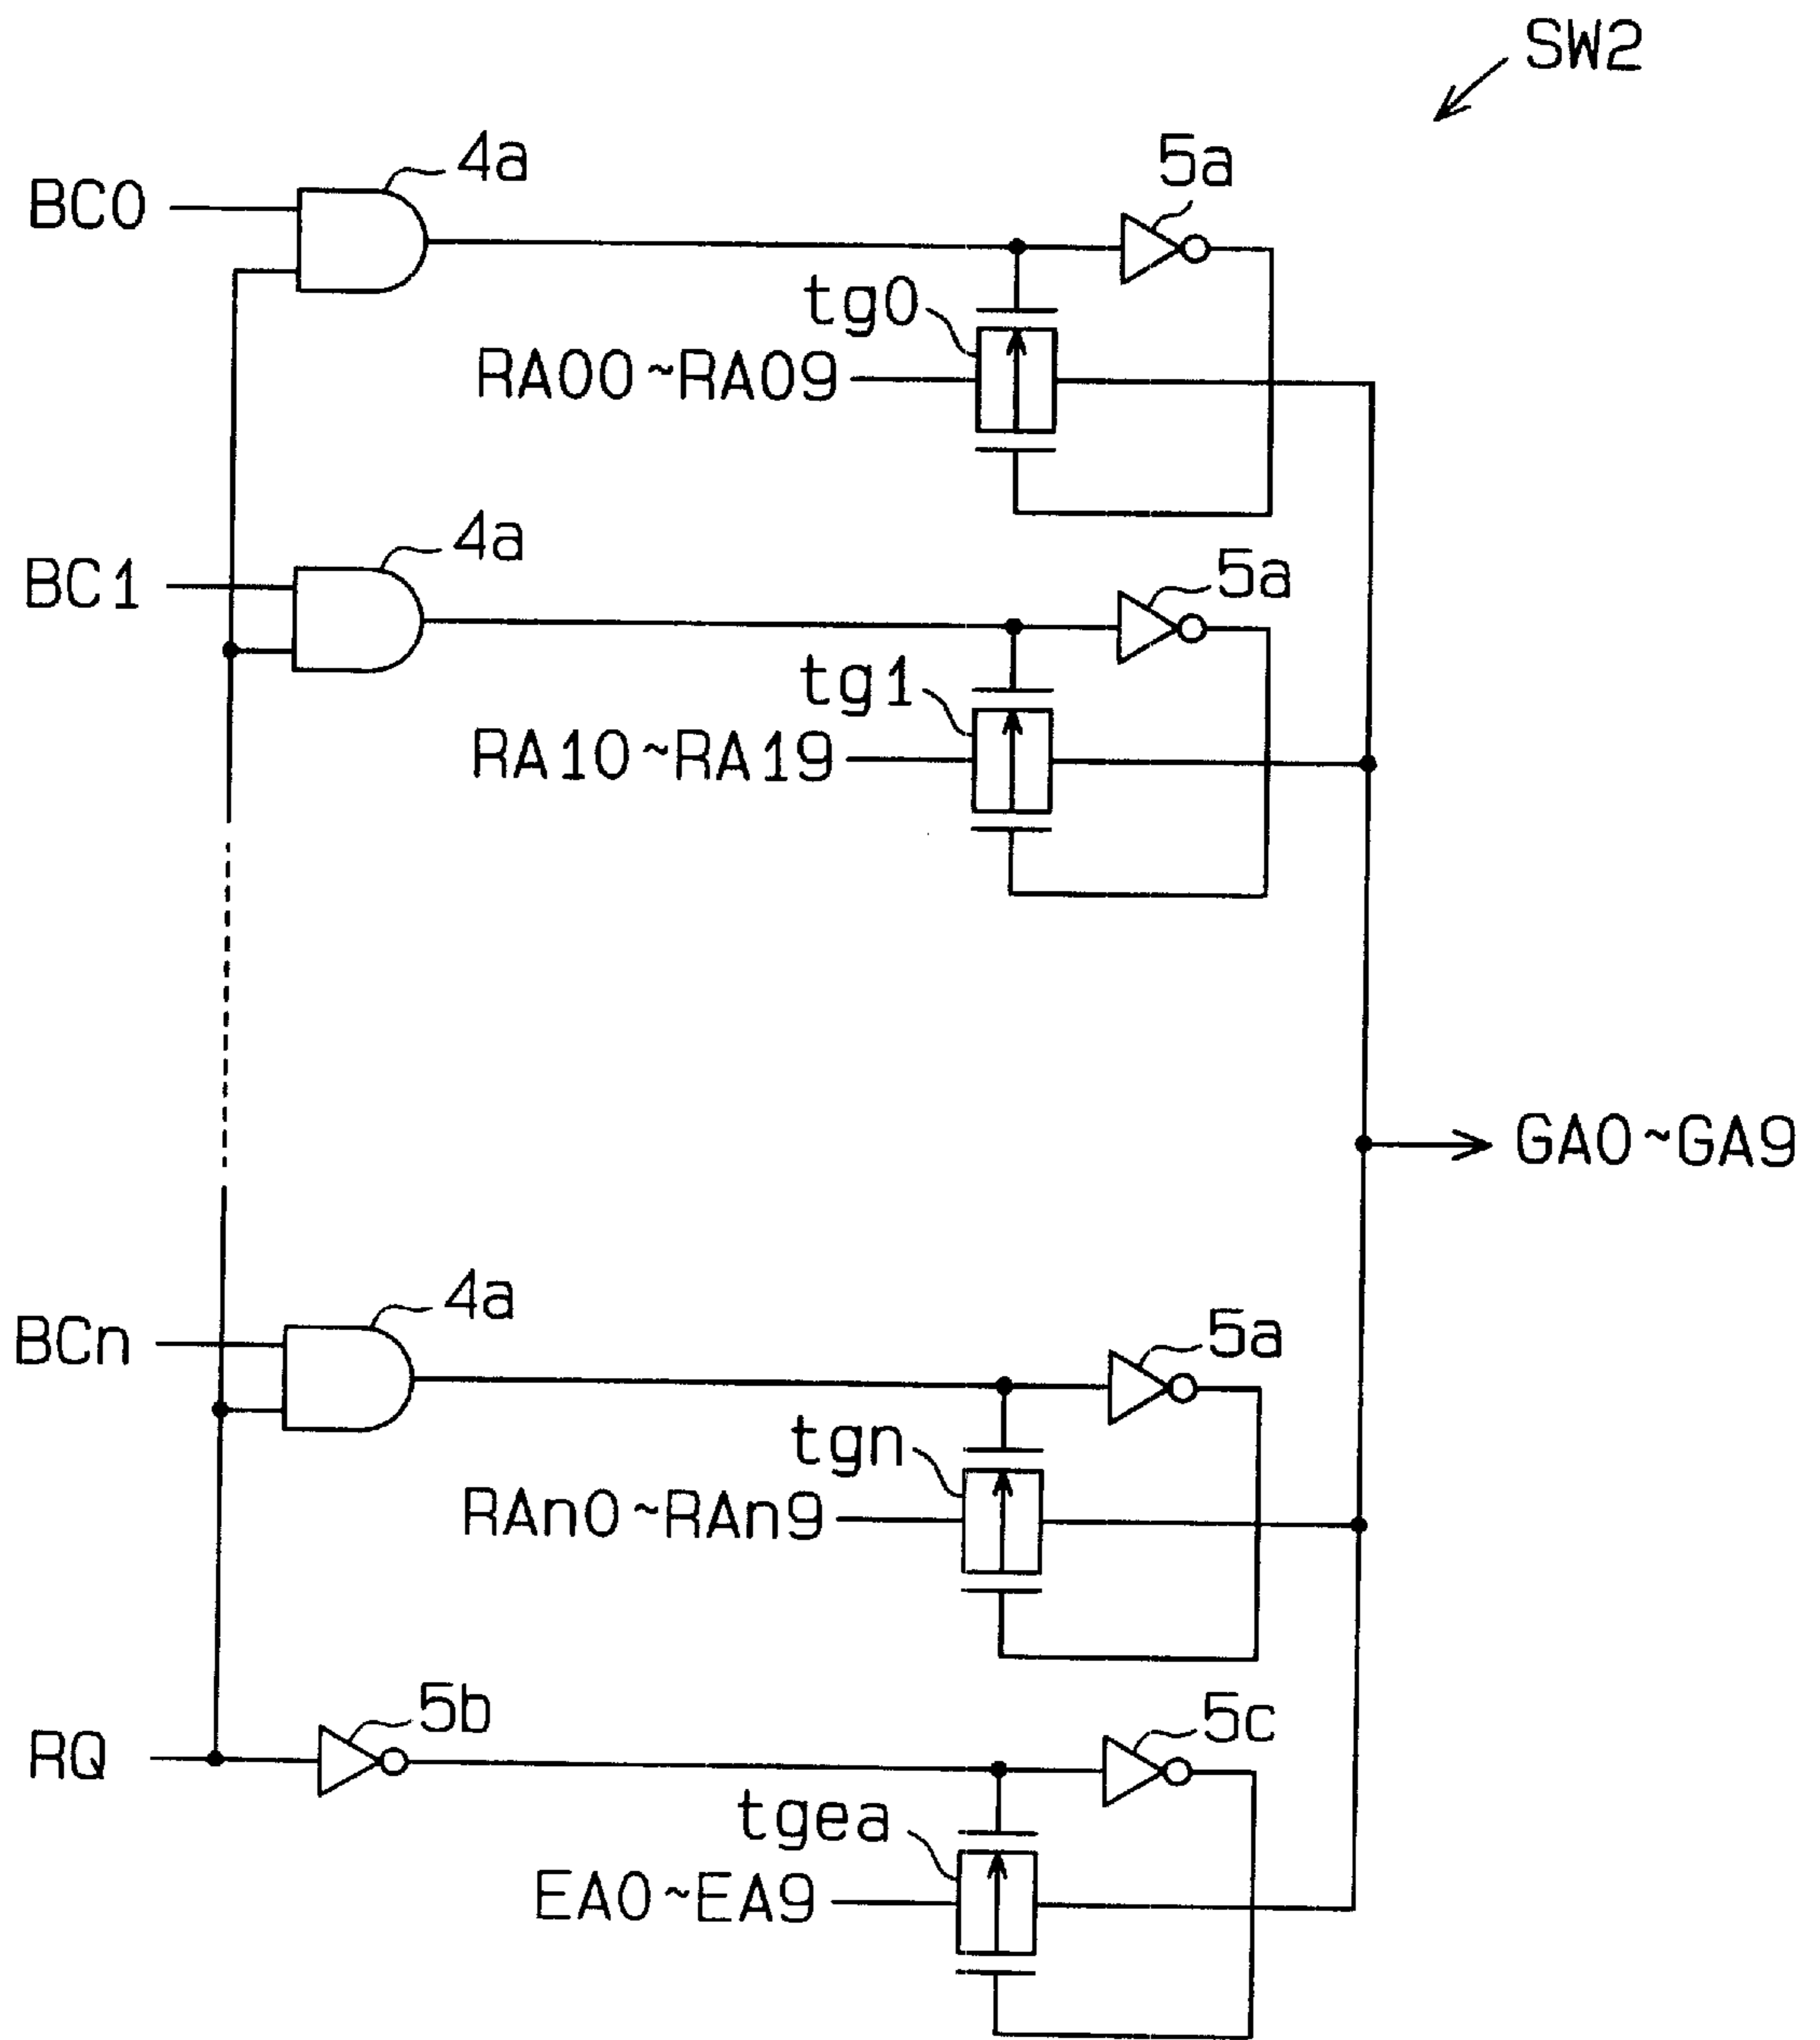 SW2
4a
5a
BC0
tg0
RA00~RA09
4a
5a
BC1
tg1
RA10~RA19
GA0~GA9
4a
5a
BCn
tgn
RAn0~RAn9
5b
5c
RQ
tgea
EA0~EA9